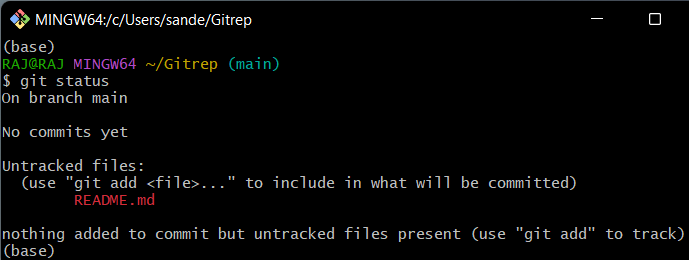 MINGW64:/c/Users/sande/Gitrep
(base)
RAJ@RAJ MINGW64 ~/Gitrep (main)
$ git status
On branch main
No commits yet
Untracked files:
  (use "git add <file>..." to include in what will be committed)
        README.md
nothing added to commit but untracked files present (use "git add" to track)
(base)